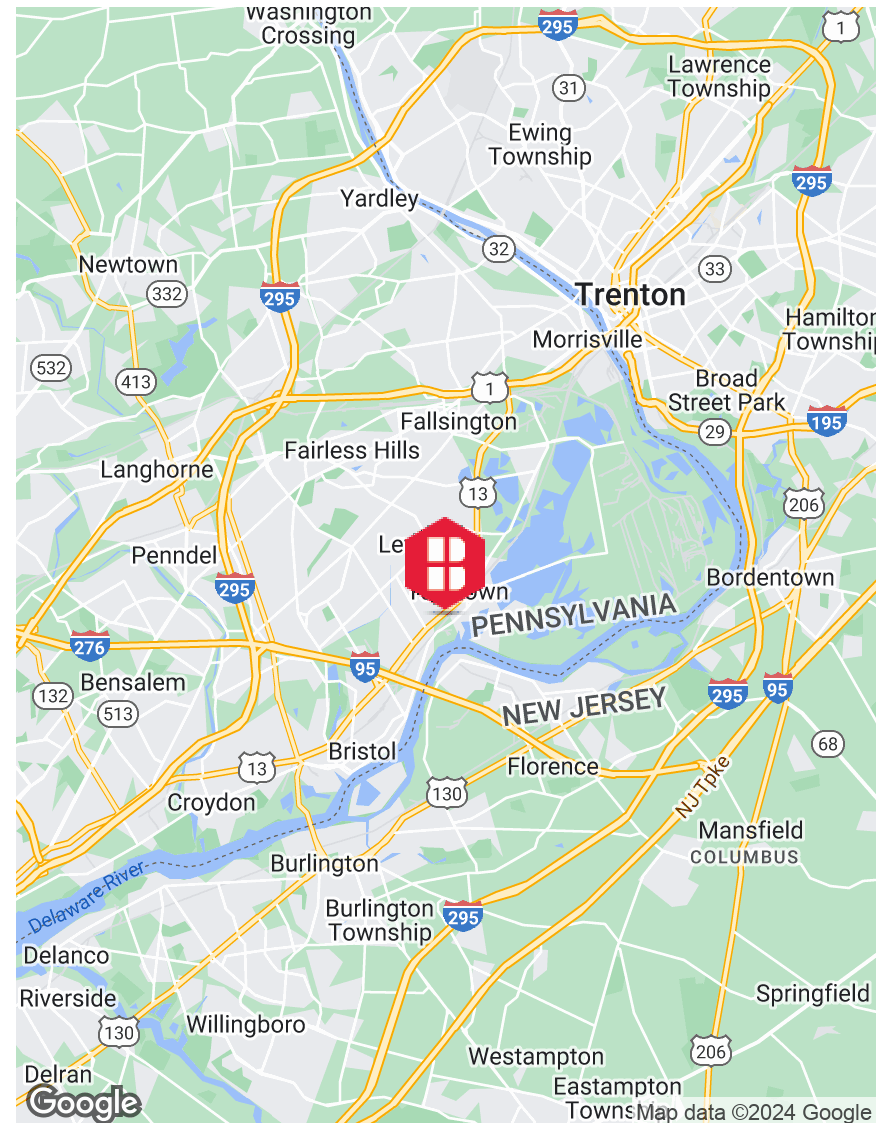 Washington
Crossing
295
1
Lawrence
Township
31
Ewing
Township
295
Yardley
32
Newtown
33
332
295
Trenton
Hamilton
Township
Morrisville
532
413
1
Broad
Street Park
Fallsington
195
29
Fairless Hills
Langhorne
13
206
Penndel
Bordentown
295
PENNSYLVANIA
276
95
Bensalem
132
513
NEW JERSEY
295
95
68
Bristol
13
Florence
130
Croydon
NJ Tpke
Mansfield
COLUMBUS
Burlington
Delaware River
Burlington
Township
295
Delanco
Riverside
Springfield
130
Willingboro
206
Westampton
Delran
Eastampton
Google
Map data ©2024 Google